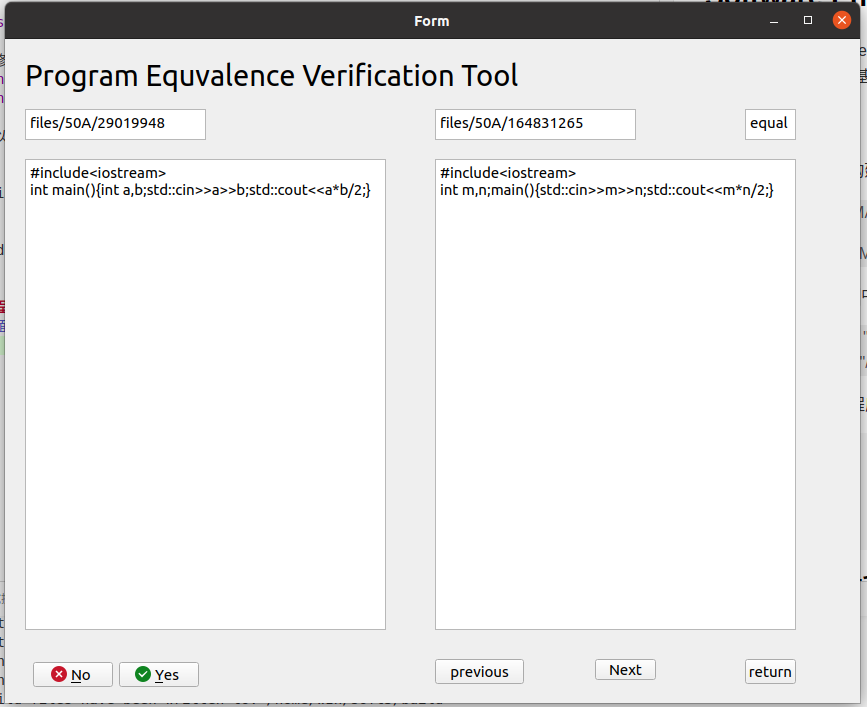 Form
Program Equvalence Verification Tool
files/50A/29019948
files/50A/164831265
equal
#include<iostream>
int main(){int a,b;std::cin>>a>>b;std::cout<<a*b/2;}
#include<iostream>
int m,n;main(){std::cin>>m>>n;std::cout<<m*n/2;}
No
Yes
previous
Next
return